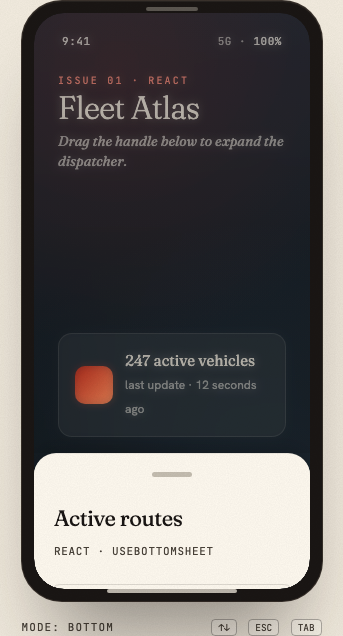 9:41 5G · 100%
ISSUE 01 · REACT
Fleet Atlas
Drag the handle below to expand the
dispatcher.
247 active vehicles
last update · 12 seconds
ago
Active routes
REACT · USEBOTTOMSHEET
MODE: BOTTOM ↑↓ ESC TAB